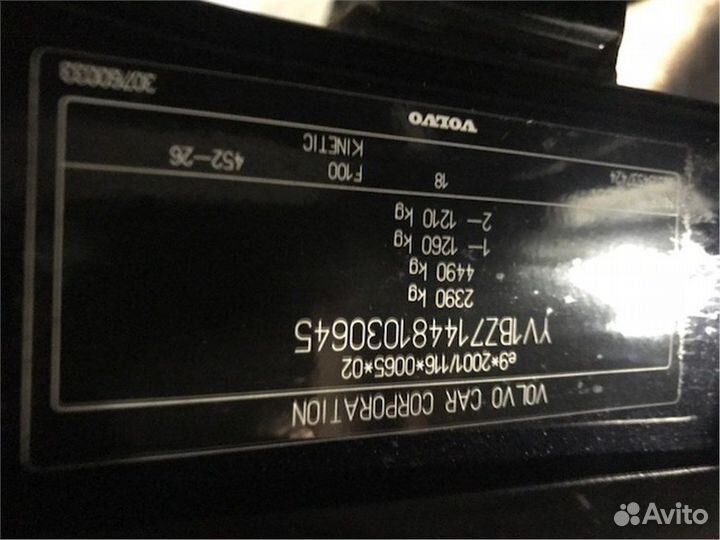 VOLVO CAR CORPORATION
e9*2001/116*0065*02
YV1BZ714481030645
2390 kg
4490 kg
1– 1260 kg
2– 1210 kg
18 F100 452–26
KINETIC
VOLVO
Avito